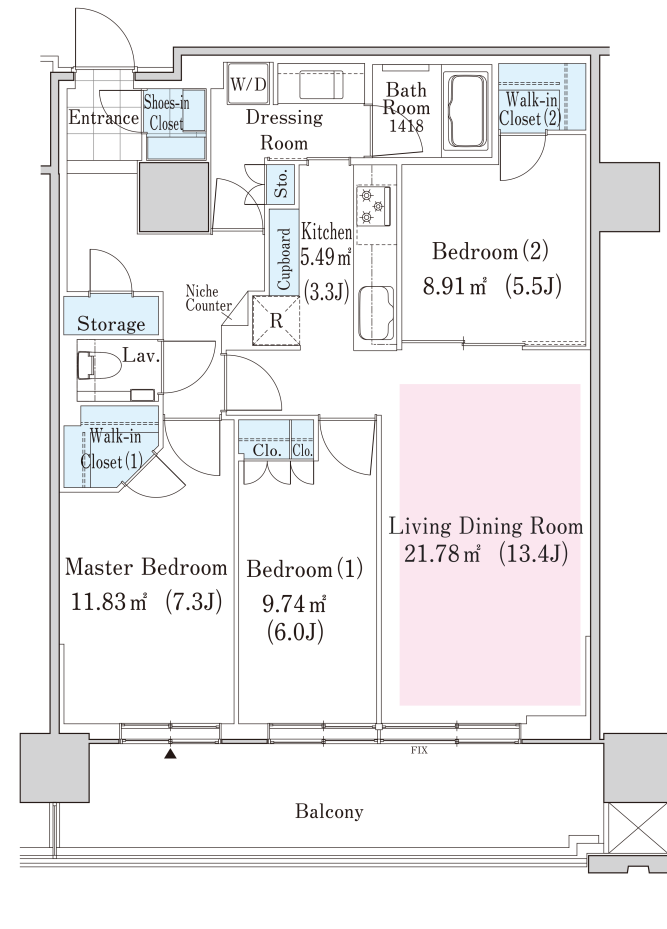 W/D
Entrance
Shoes-in
Closet
Dressing
Room
Bath
Room
1418
Walk-in
Closet(2)
Sto.
Cupboard
Kitchen
5.49㎡
(3.3J)
Bedroom(2)
8.91㎡ (5.5J)
Niche
Counter
R
Storage
Lav.
Walk-in
Closet(1)
Clo.
Clo.
Living Dining Room
21.78㎡ (13.4J)
Master Bedroom
11.83㎡ (7.3J)
Bedroom(1)
9.74㎡
(6.0J)
FIX
Balcony